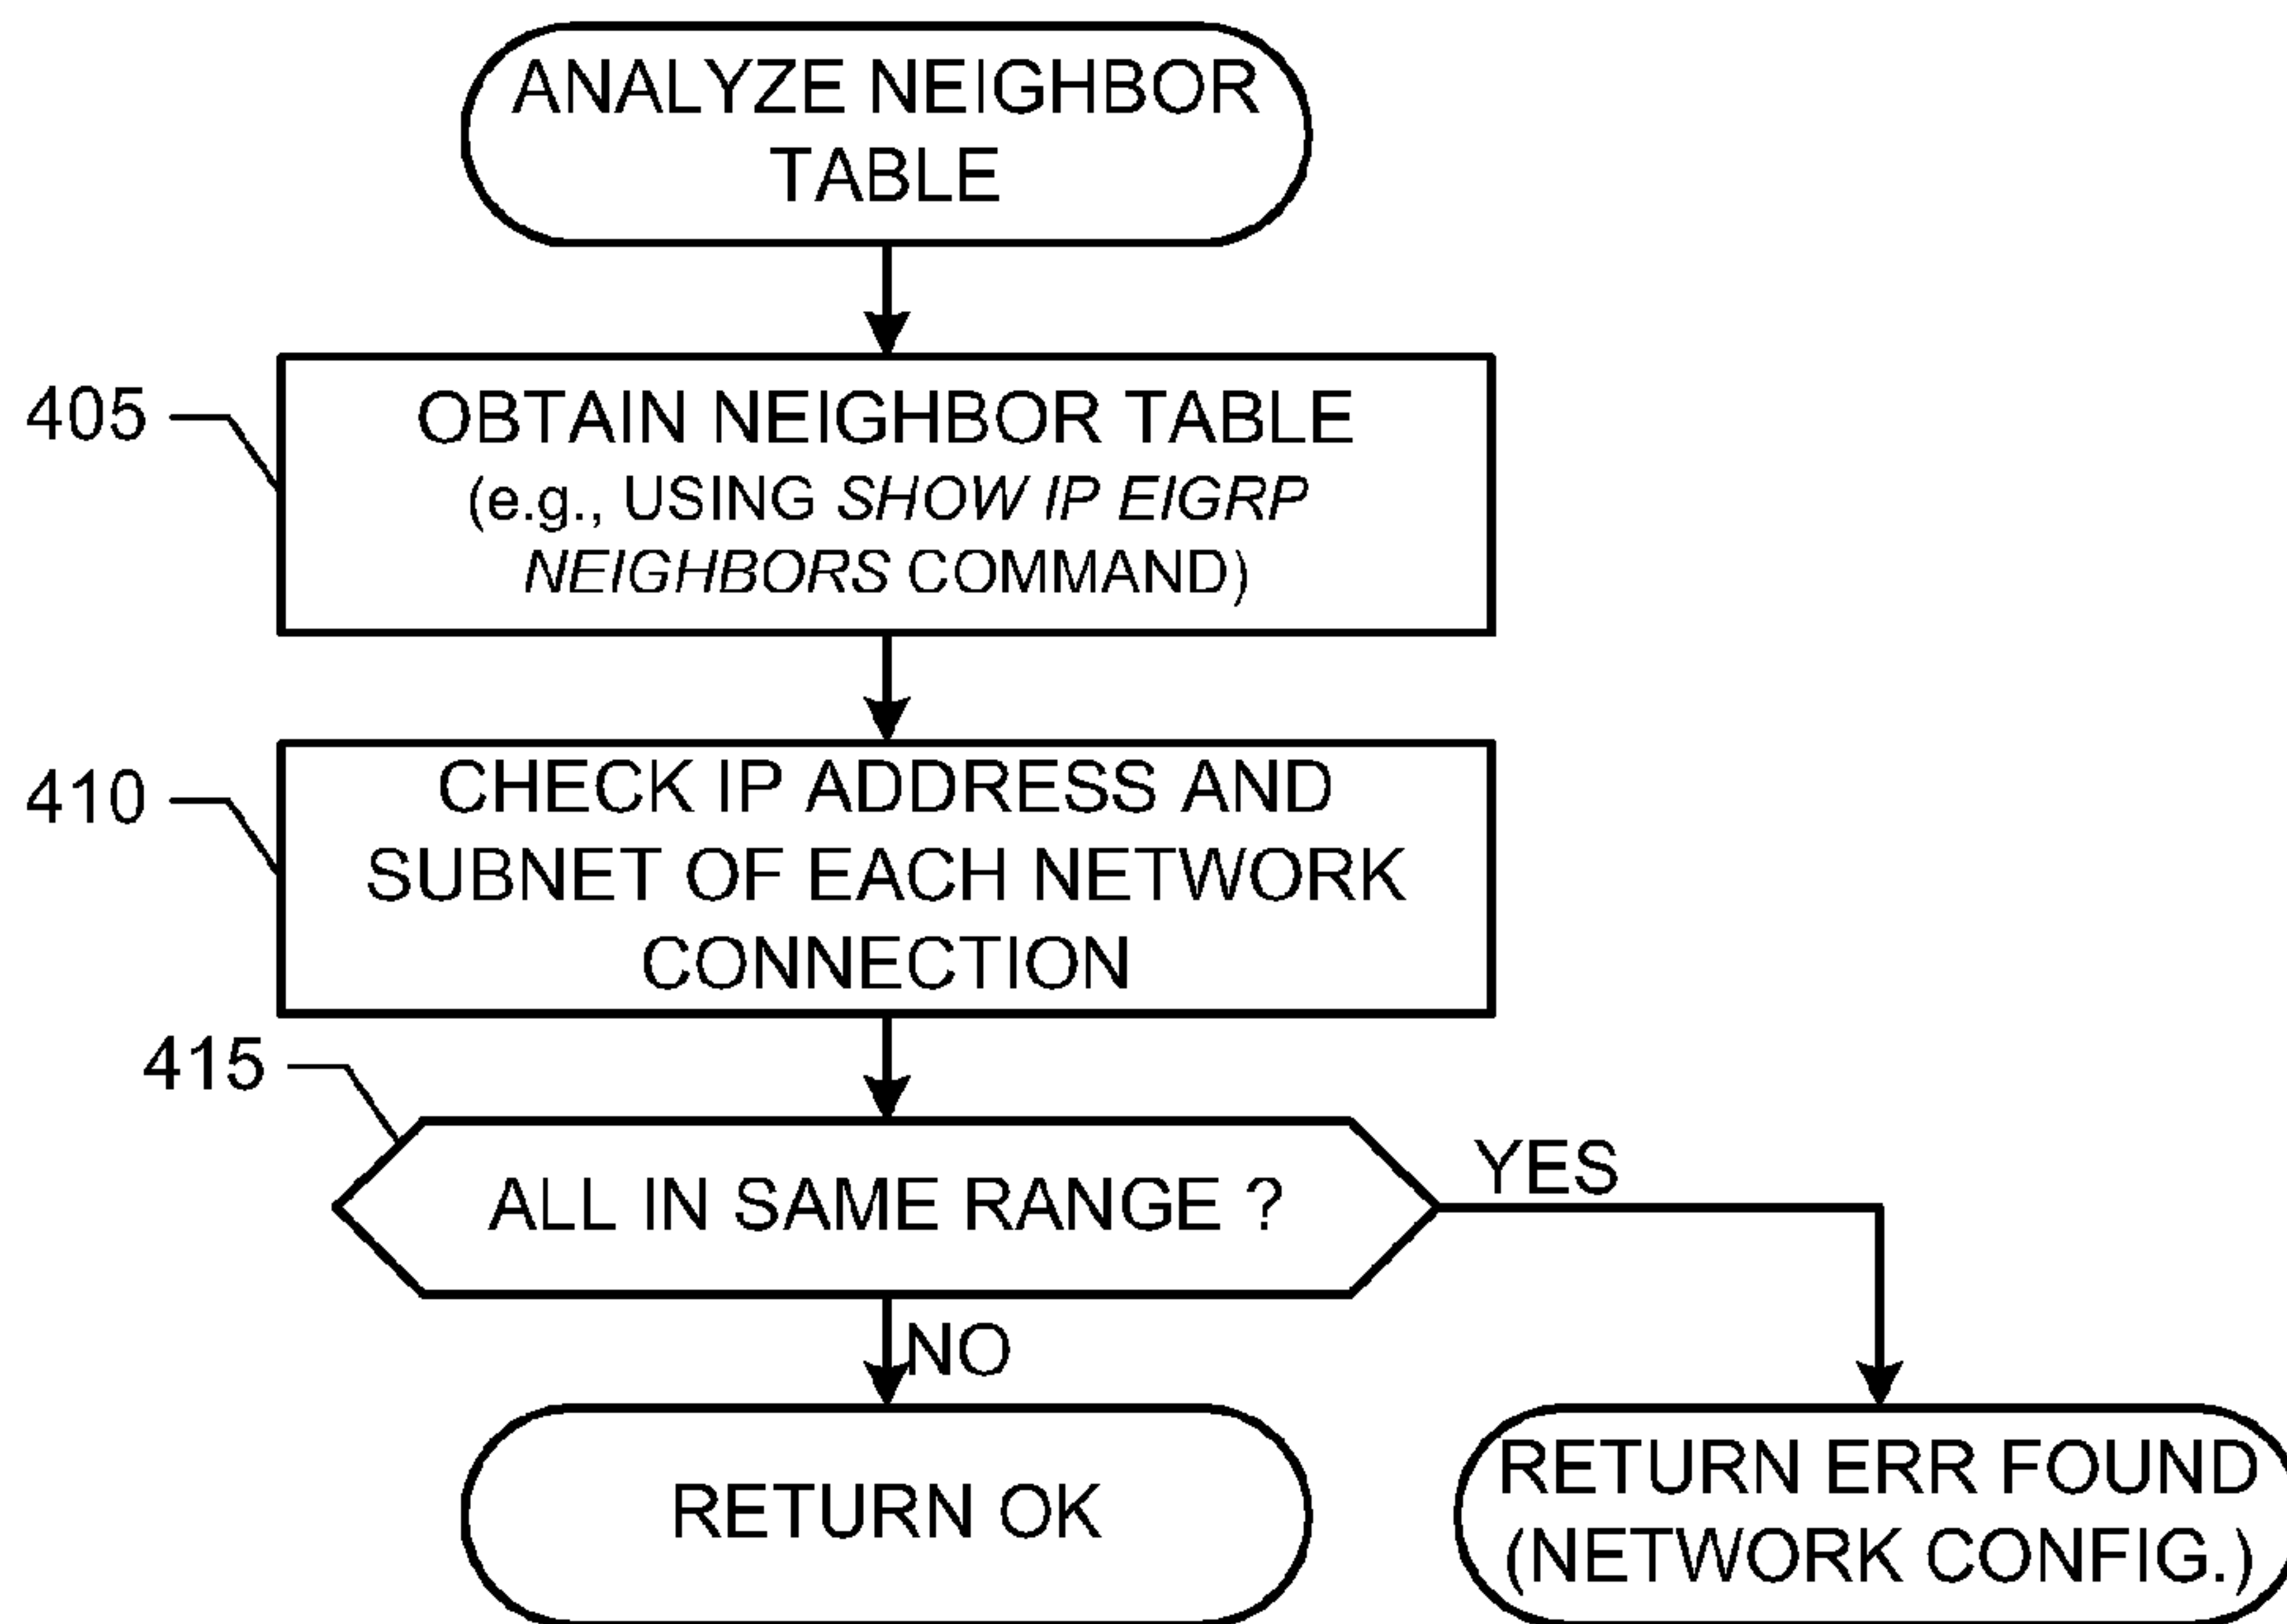 ANALYZE NEIGHBOR
TABLE
405
OBTAIN NEIGHBOR TABLE
(e.g., USING SHOW IP EIGRP
NEIGHBORS COMMAND)
410
CHECK IP ADDRESS AND
SUBNET OF EACH NETWORK
CONNECTION
415
ALL IN SAME RANGE ?
YES
NO
RETURN OK
RETURN ERR FOUND
(NETWORK CONFIG.)